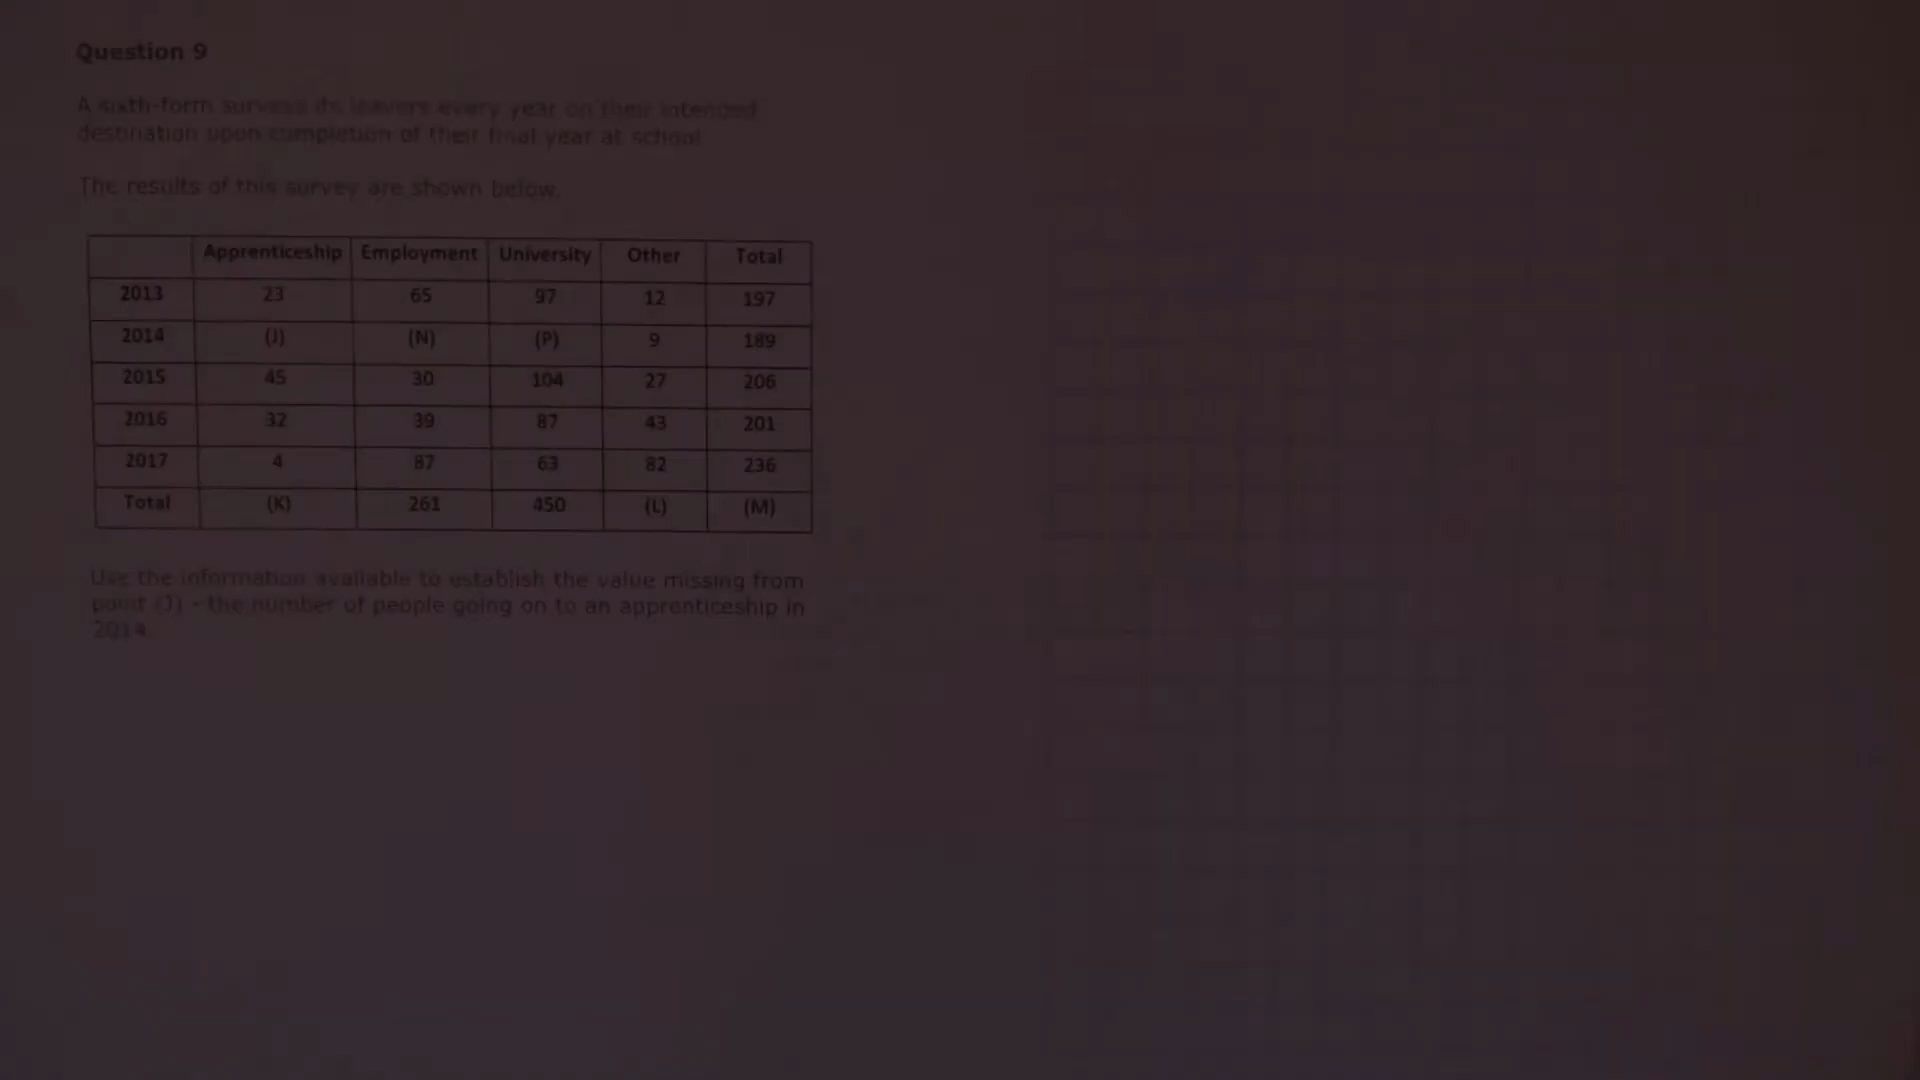 Question 9
A sixth-form surveys its leavers every year on their intended
destination upon completion of their final year at school.
The results of this survey are shown below.
Apprenticeship Employment University Other Total
2013 23 65 97 12 197
2014 (J) (N) (P) 9 189
2015 45 30 104 27 206
2016 32 39 87 43 201
2017 4 87 63 82 236
Total (K) 261 450 (L) (M)
Use the information available to establish the value missing from
point (J) - the number of people going on to an apprenticeship in
2014.